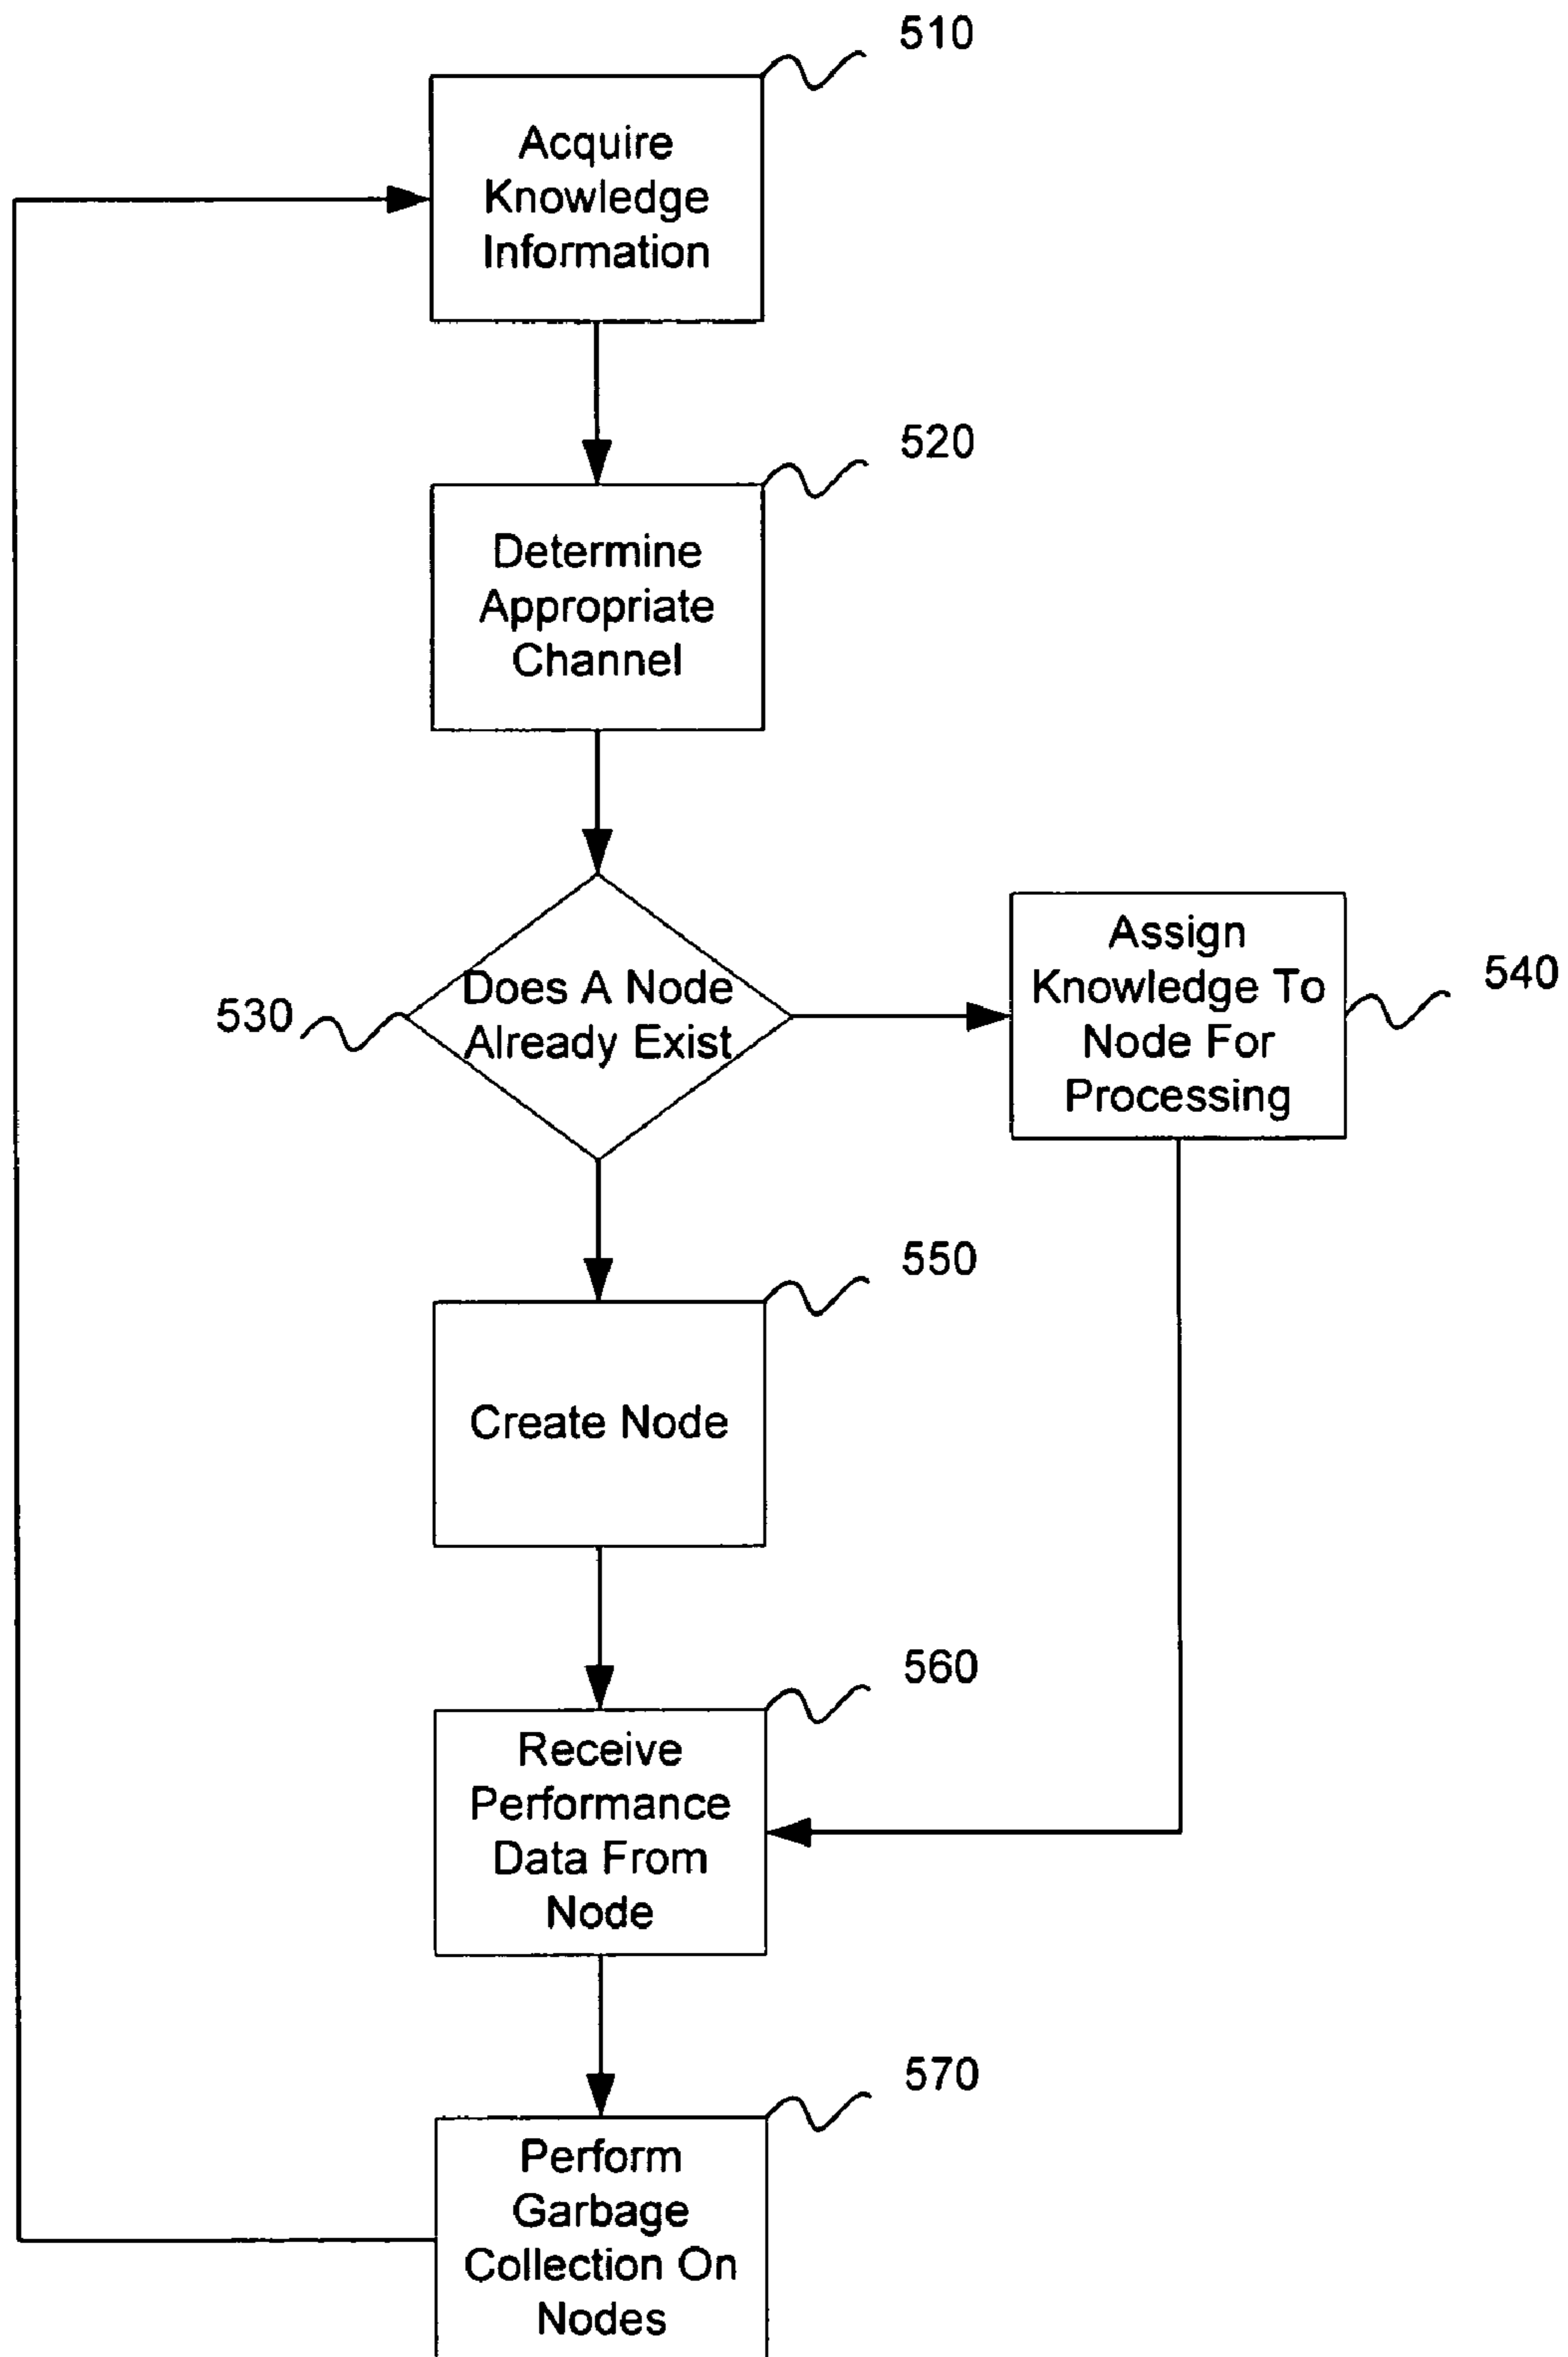 510
Acquire
Knowledge
Information
520
Determine
Appropriate
Channel
530
Does A Node
Already Exist
Assign
Knowledge To
Node For
Processing
540
550
Create Node
560
Receive
Performance
Data From
Node
570
Perform
Garbage
Collection On
Nodes